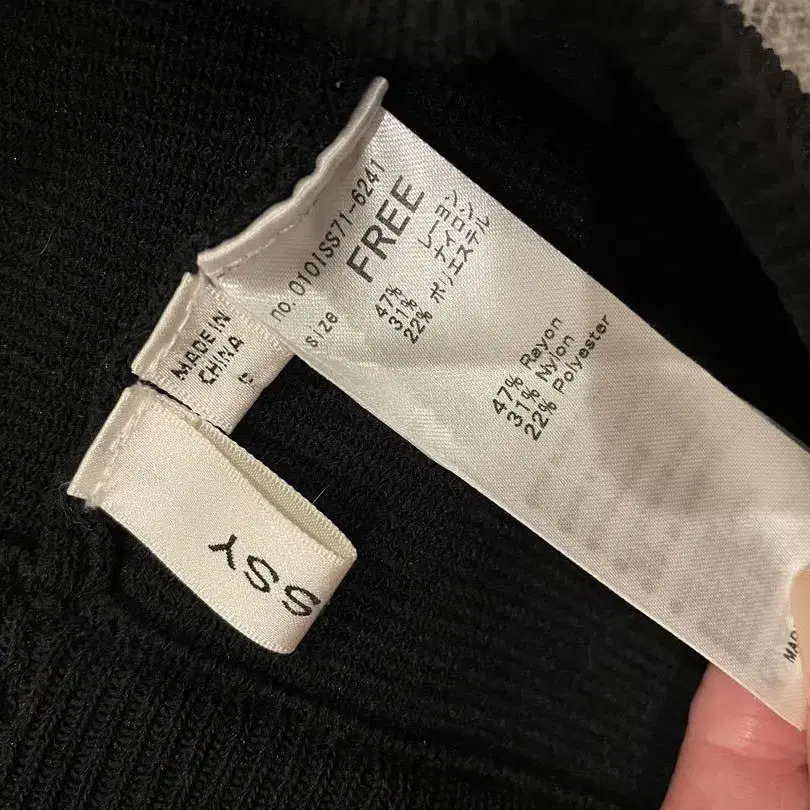 no. 0101SS71-6241
size
FREE
47% レーヨン
31% ナイロン
22% ポリエステル
47% Rayon
31% Nylon
22% Polyester
MADE IN
CHINA
SSY